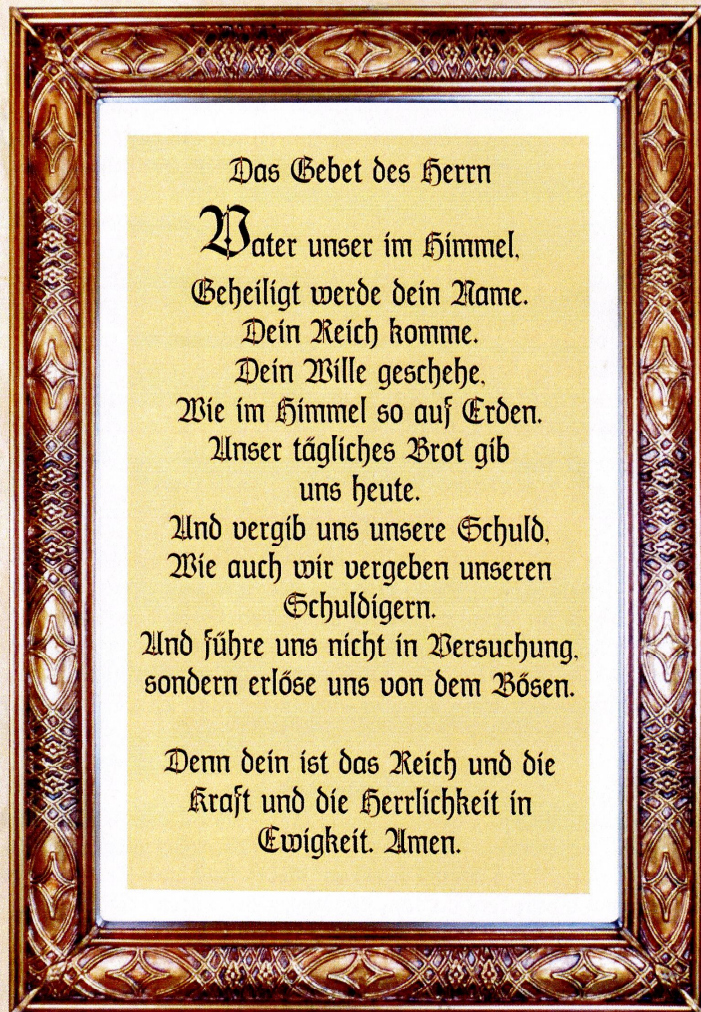 Das Gebet des Herrn
Vater unser im Himmel,
Geheiligt werde dein Name.
Dein Reich komme.
Dein Wille geschehe,
Wie im Himmel so auf Erden.
Unser tägliches Brot gib
uns heute.
Und vergib uns unsere Schuld,
Wie auch wir vergeben unseren
Schuldigern.
Und führe uns nicht in Versuchung,
sondern erlöse uns von dem Bösen.
Denn dein ist das Reich und die
Kraft und die Herrlichkeit in
Ewigkeit. Amen.